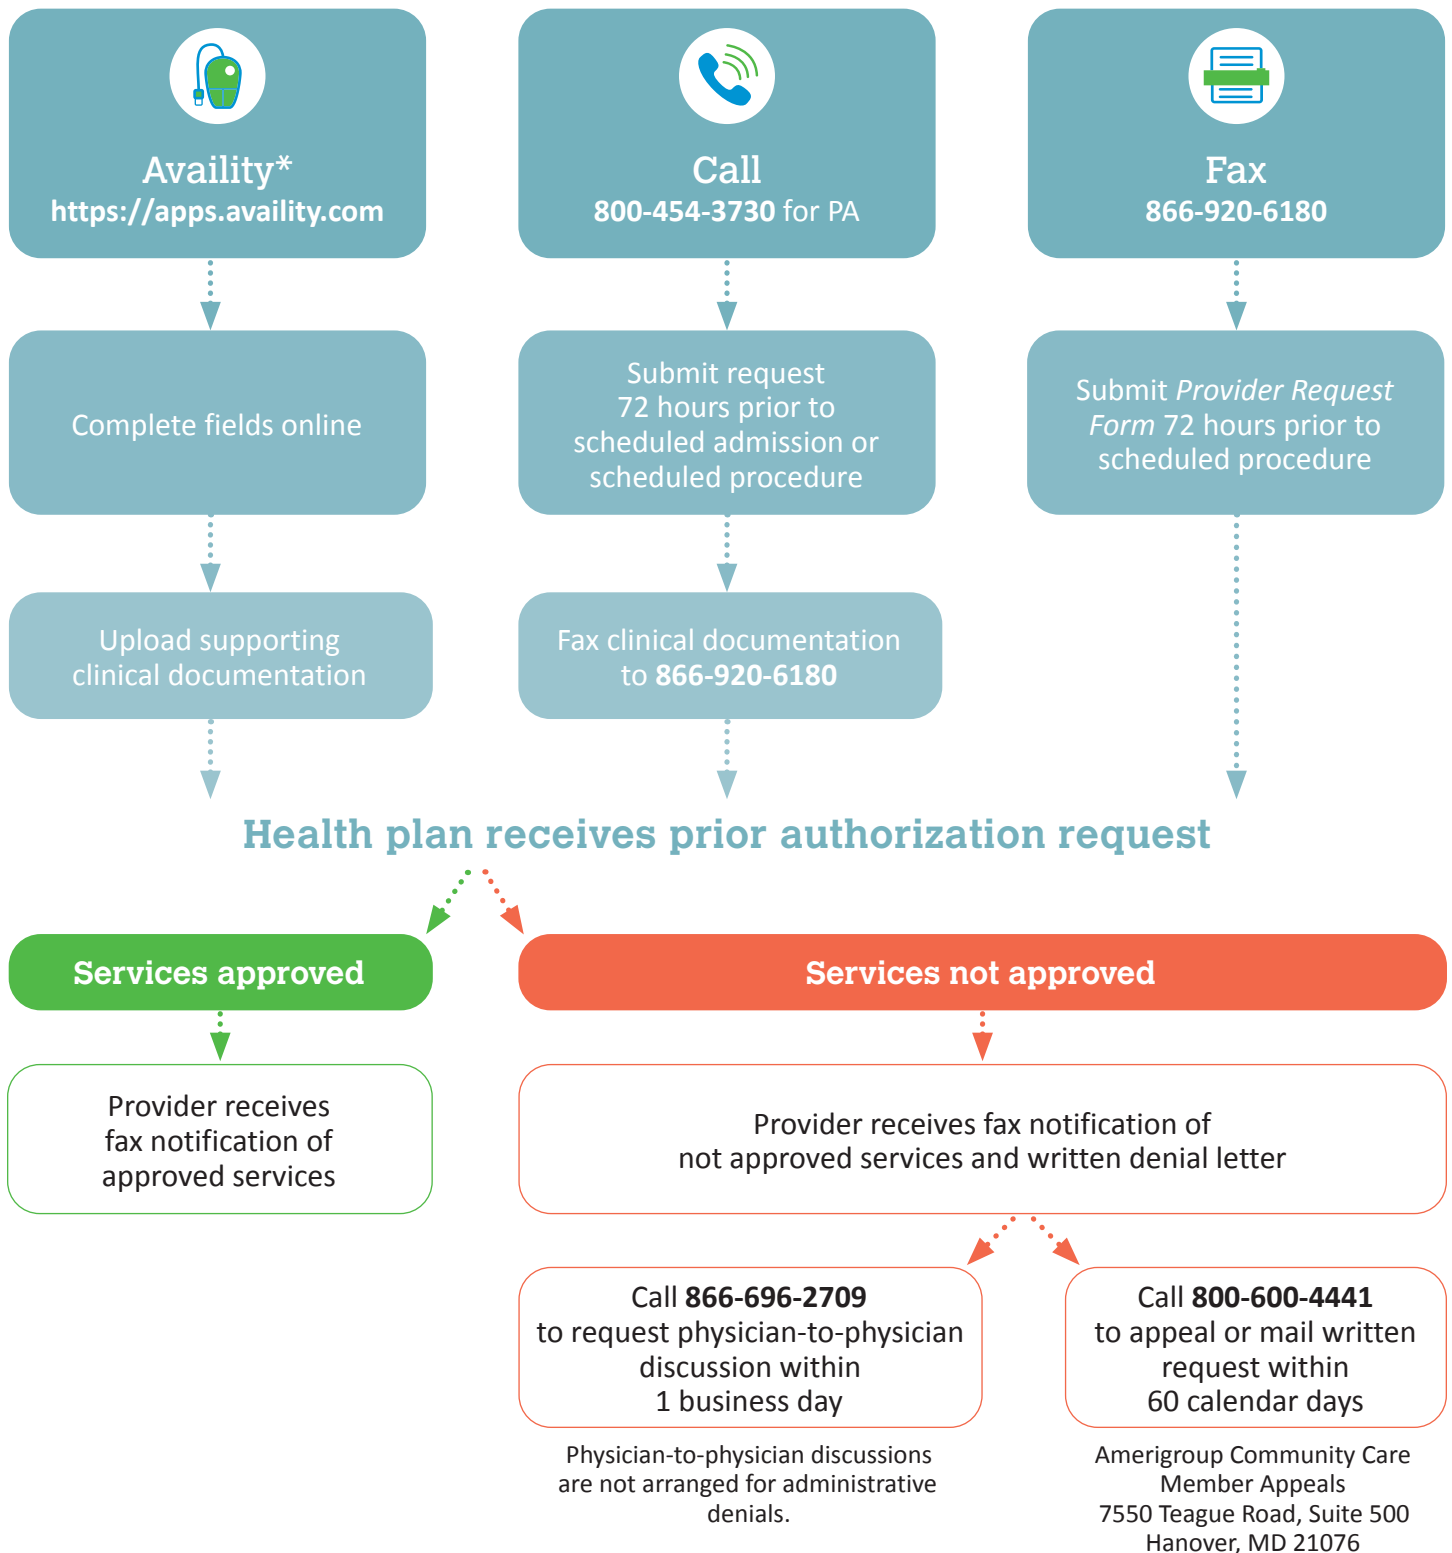 Availity*
https://apps.availity.com
Call
800-454-3730 for PA
Fax
866-920-6180
Complete fields online
Submit request
72 hours prior to
scheduled admission or
scheduled procedure
Submit Provider Request
Form 72 hours prior to
scheduled procedure
Upload supporting
clinical documentation
Fax clinical documentation
to 866-920-6180
Health plan receives prior authorization request
Services approved
Services not approved
Provider receives
fax notification of
approved services
Provider receives fax notification of
not approved services and written denial letter
Call 866-696-2709
to request physician-to-physician
discussion within
1 business day
Physician-to-physician discussions
are not arranged for administrative
denials.
Call 800-600-4441
to appeal or mail written
request within
60 calendar days
Amerigroup Community Care
Member Appeals
7550 Teague Road, Suite 500
Hanover, MD 21076